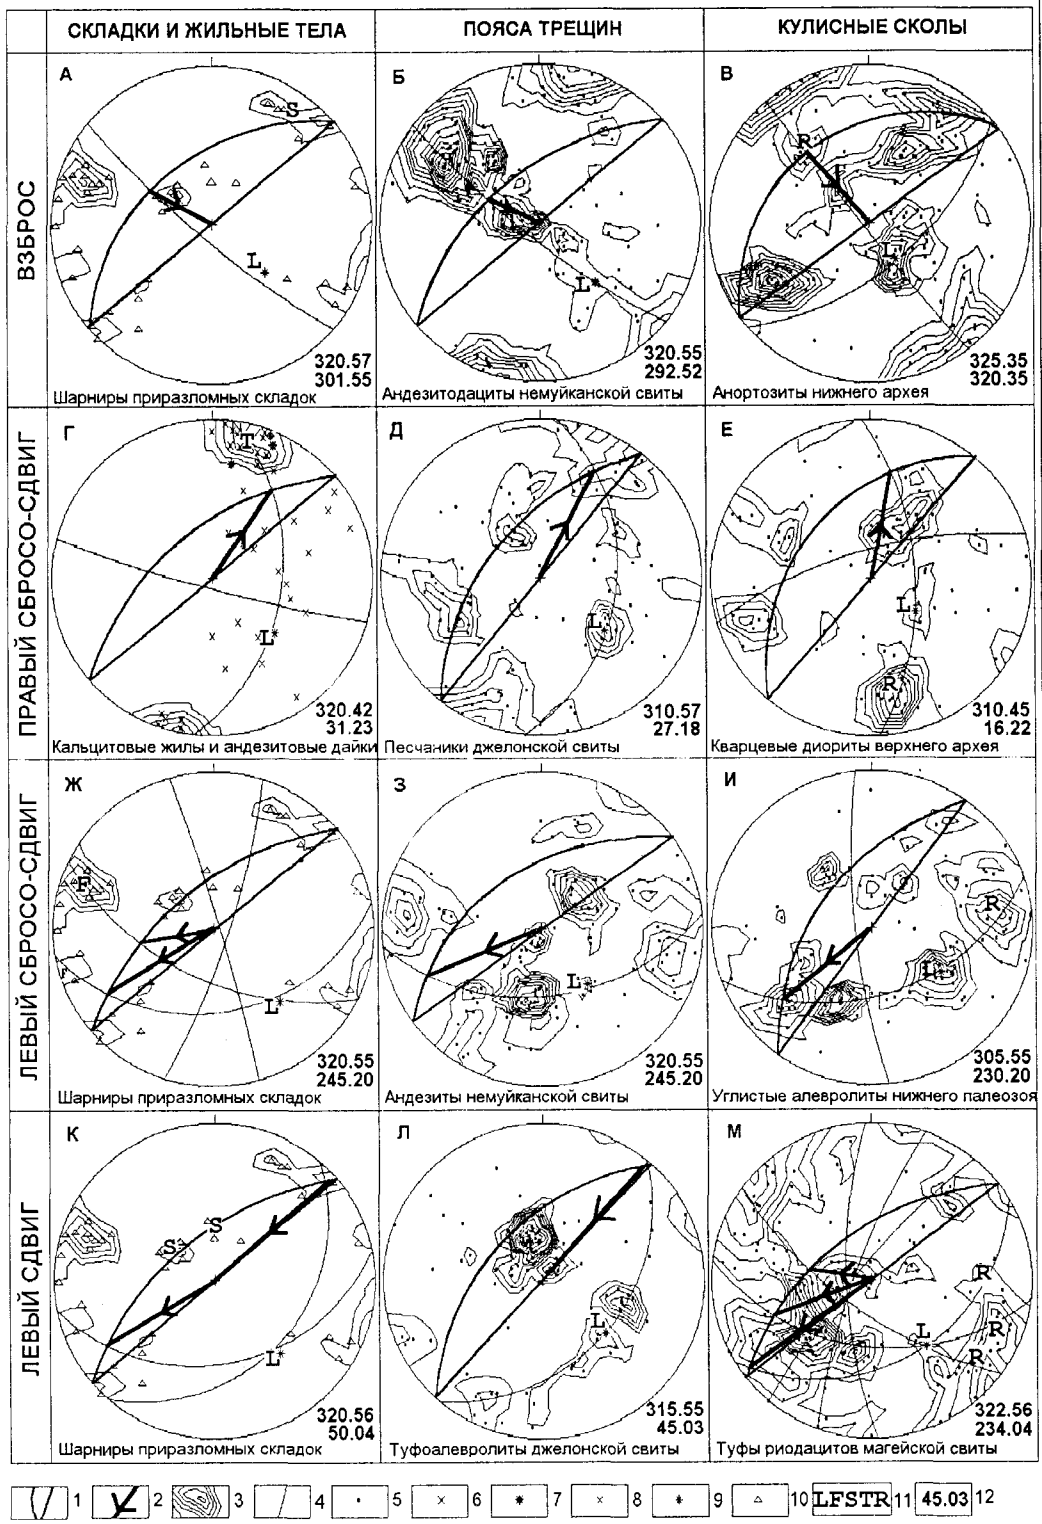 СКЛАДКИ И ЖИЛЬНЫЕ ТЕЛА
ПОЯСА ТРЕЩИН
КУЛИСНЫЕ СКОЛЫ
ВЗБРОС
А
S
L
320.57
301.55
Шарниры приразломных складок
Б
L
320.55
292.52
Андезитодациты немуйканской свиты
В
R
L
325.35
320.35
Анортозиты нижнего архея
ПРАВЫЙ СБРОСО-СДВИГ
Г
T
L
320.42
31.23
Кальцитовые жилы и андезитовые дайки
Д
L
310.57
27.18
Песчаники джелонской свиты
Е
L
R
310.45
16.22
Кварцевые диориты верхнего архея
ЛЕВЫЙ СБРОСО-СДВИГ
Ж
F
L
320.55
245.20
Шарниры приразломных складок
З
L
320.55
245.20
Андезиты немуйканской свиты
И
R
L
305.55
230.20
Углистые алевролиты нижнего палеозоя
ЛЕВЫЙ СДВИГ
К
S
S
L
320.56
50.04
Шарниры приразломных складок
Л
L
315.55
45.03
Туфоалевролиты джелонской свиты
М
R
R
L
R
322.56
234.04
Туфы риодацитов магейской свиты
1 2 3 4 5 6 7 8 9 10 LFSTR 11 45.03 12